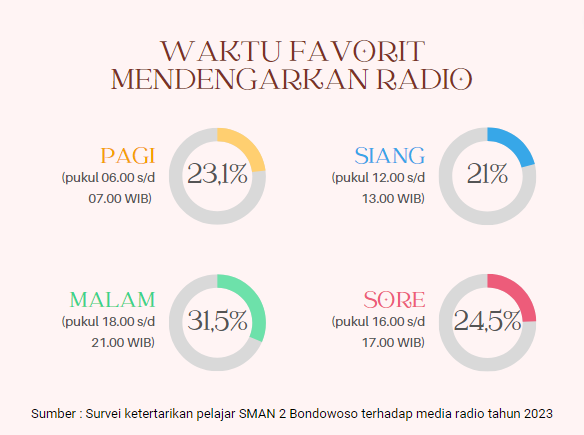 WAKTU FAVORIT
MENDENGARKAN RADIO
PAGI
(pukul 06.00 s/d
07.00 WIB)
23,1%
SIANG
(pukul 12.00 s/d
13.00 WIB)
21%
MALAM
(pukul 18.00 s/d
21.00 WIB)
31,5%
SORE
(pukul 16.00 s/d
17.00 WIB)
24,5%
Sumber : Survei ketertarikan pelajar SMAN 2 Bondowoso terhadap media radio tahun 2023